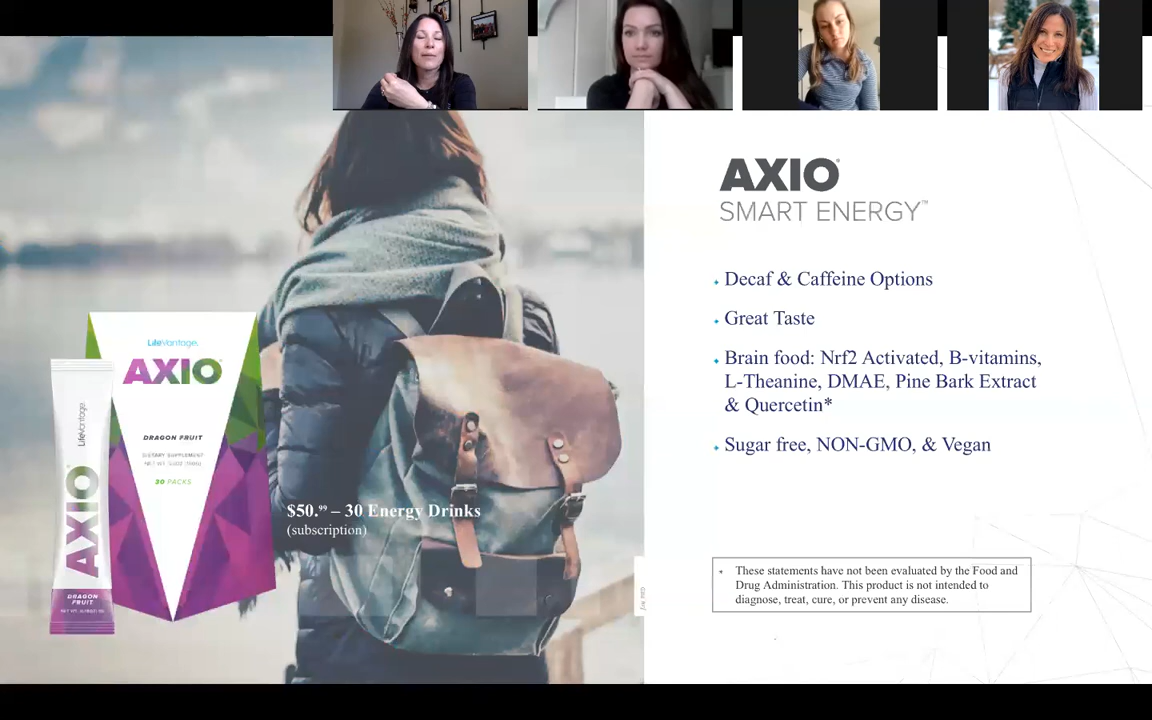 AXIO®
SMART ENERGY™
Decaf & Caffeine Options
Great Taste
Brain food: Nrf2 Activated, B-vitamins,
L-Theanine, DMAE, Pine Bark Extract
& Quercetin*
Sugar free, NON-GMO, & Vegan
* These statements have not been evaluated by the Food and
Drug Administration. This product is not intended to
diagnose, treat, cure, or prevent any disease.
LifeVantage.
AXIO®
DRAGON FRUIT
DIETARY SUPPLEMENT
30 PACKS
LifeVantage.
AXIO®
DRAGON
FRUIT
$50.99 – 30 Energy Drinks
(subscription)